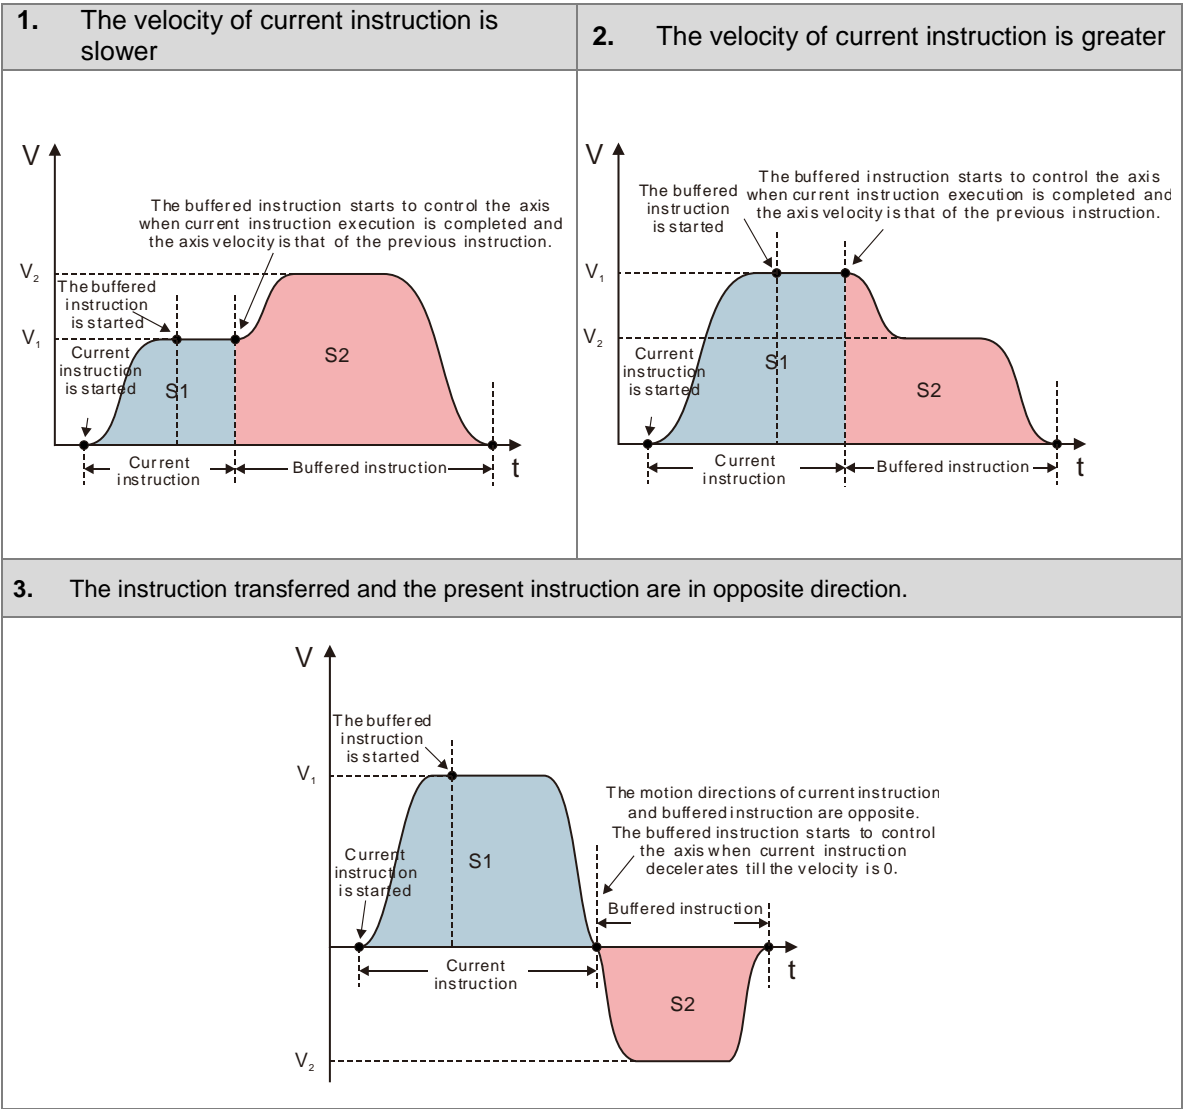 1. The velocity of current instruction is
slower
2. The velocity of current instruction is greater
V
The buffered instruction starts to control the axis
when current instruction execution is completed and
the axis velocity is that of the previous instruction.
V2
The buffered
instruction
is started
V1
Current
instruction
is started
S1
S2
Current
instruction
Buffered instruction
t
V
The buffered
instruction
is started
The buffered instruction starts to control the axis
when current instruction execution is completed and
the axis velocity is that of the previous instruction.
V1
V2
Current
instruction
is started
S1
S2
Current
instruction
Buffered instruction
t
3. The instruction transferred and the present instruction are in opposite direction.
V
The buffered
instruction
is started
V1
The motion directions of current instruction
and buffered instruction are opposite.
The buffered instruction starts to control
the axis when current instruction
decelerates till the velocity is 0.
Current
instruction
is started
S1
Buffered instruction
Current
instruction
t
S2
V2